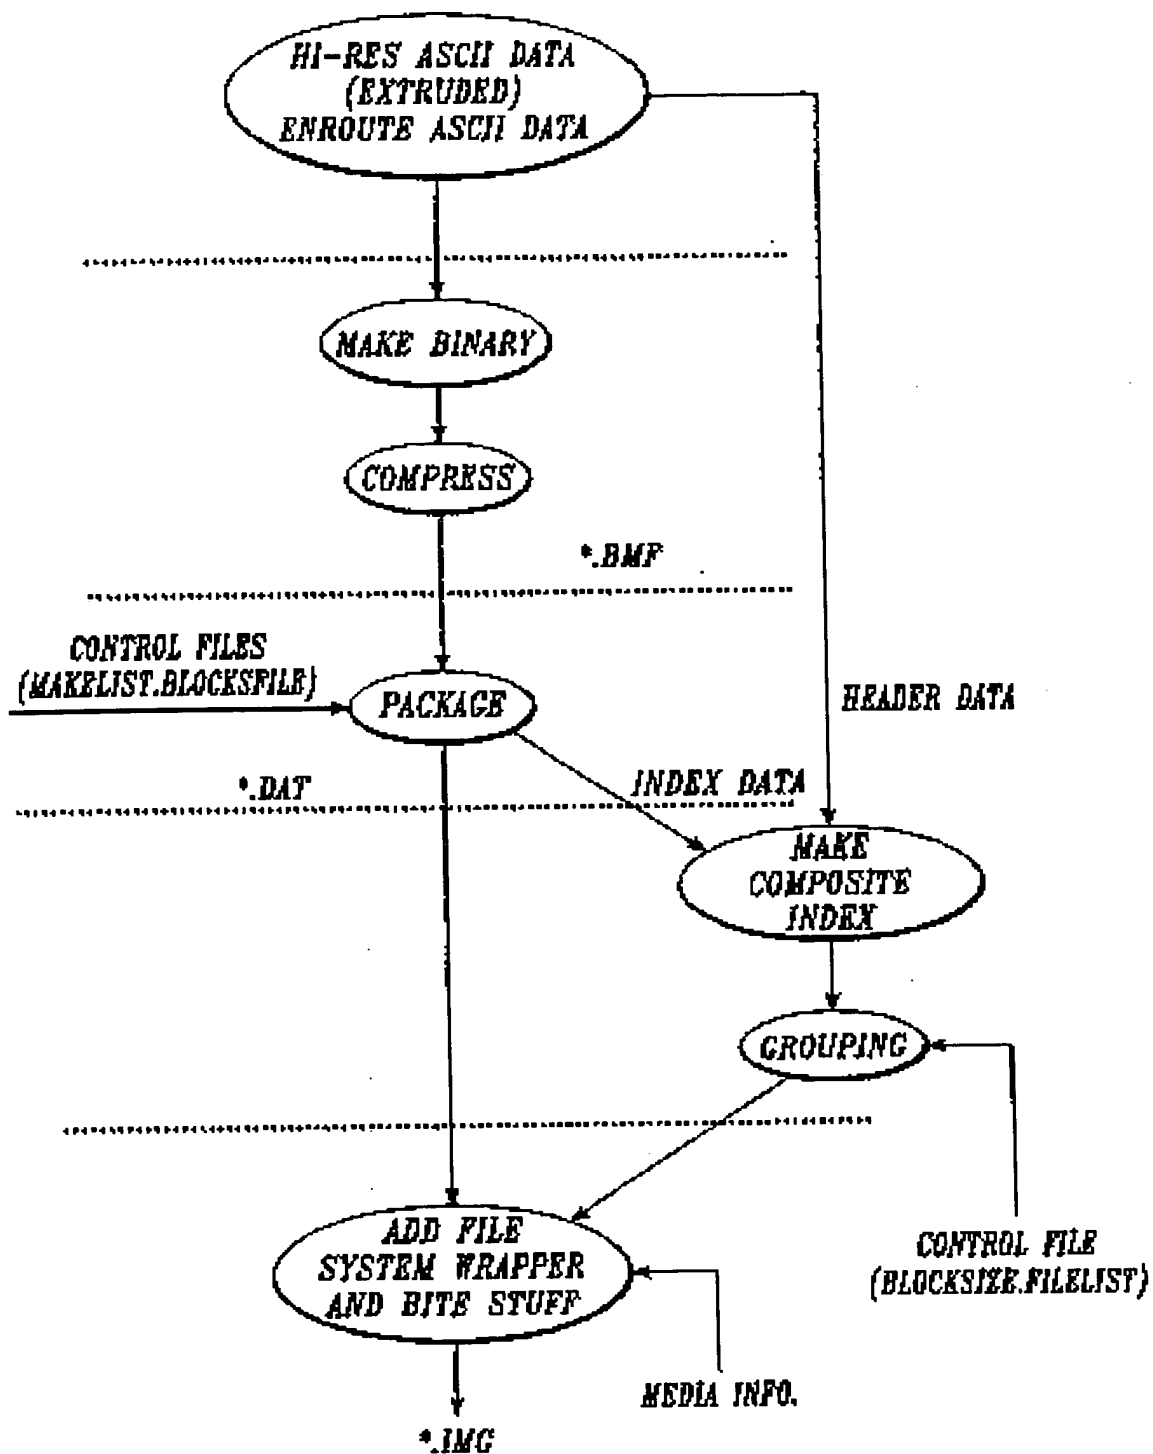 HI-RES ASCII DATA
(EXTRUDED)
ENROUTE ASCII DATA
MAKE BINARY
COMPRESS
*.BMF
CONTROL FILES
(MAKELIST.BLOCKSFILE)
PACKAGE
HEADER DATA
*.DAT
INDEX DATA
MAKE
COMPOSITE
INDEX
GROUPING
ADD FILE
SYSTEM WRAPPER
AND BITE STUFF
CONTROL FILE
(BLOCKSIZE.FILELIST)
MEDIA INFO.
*.IMG